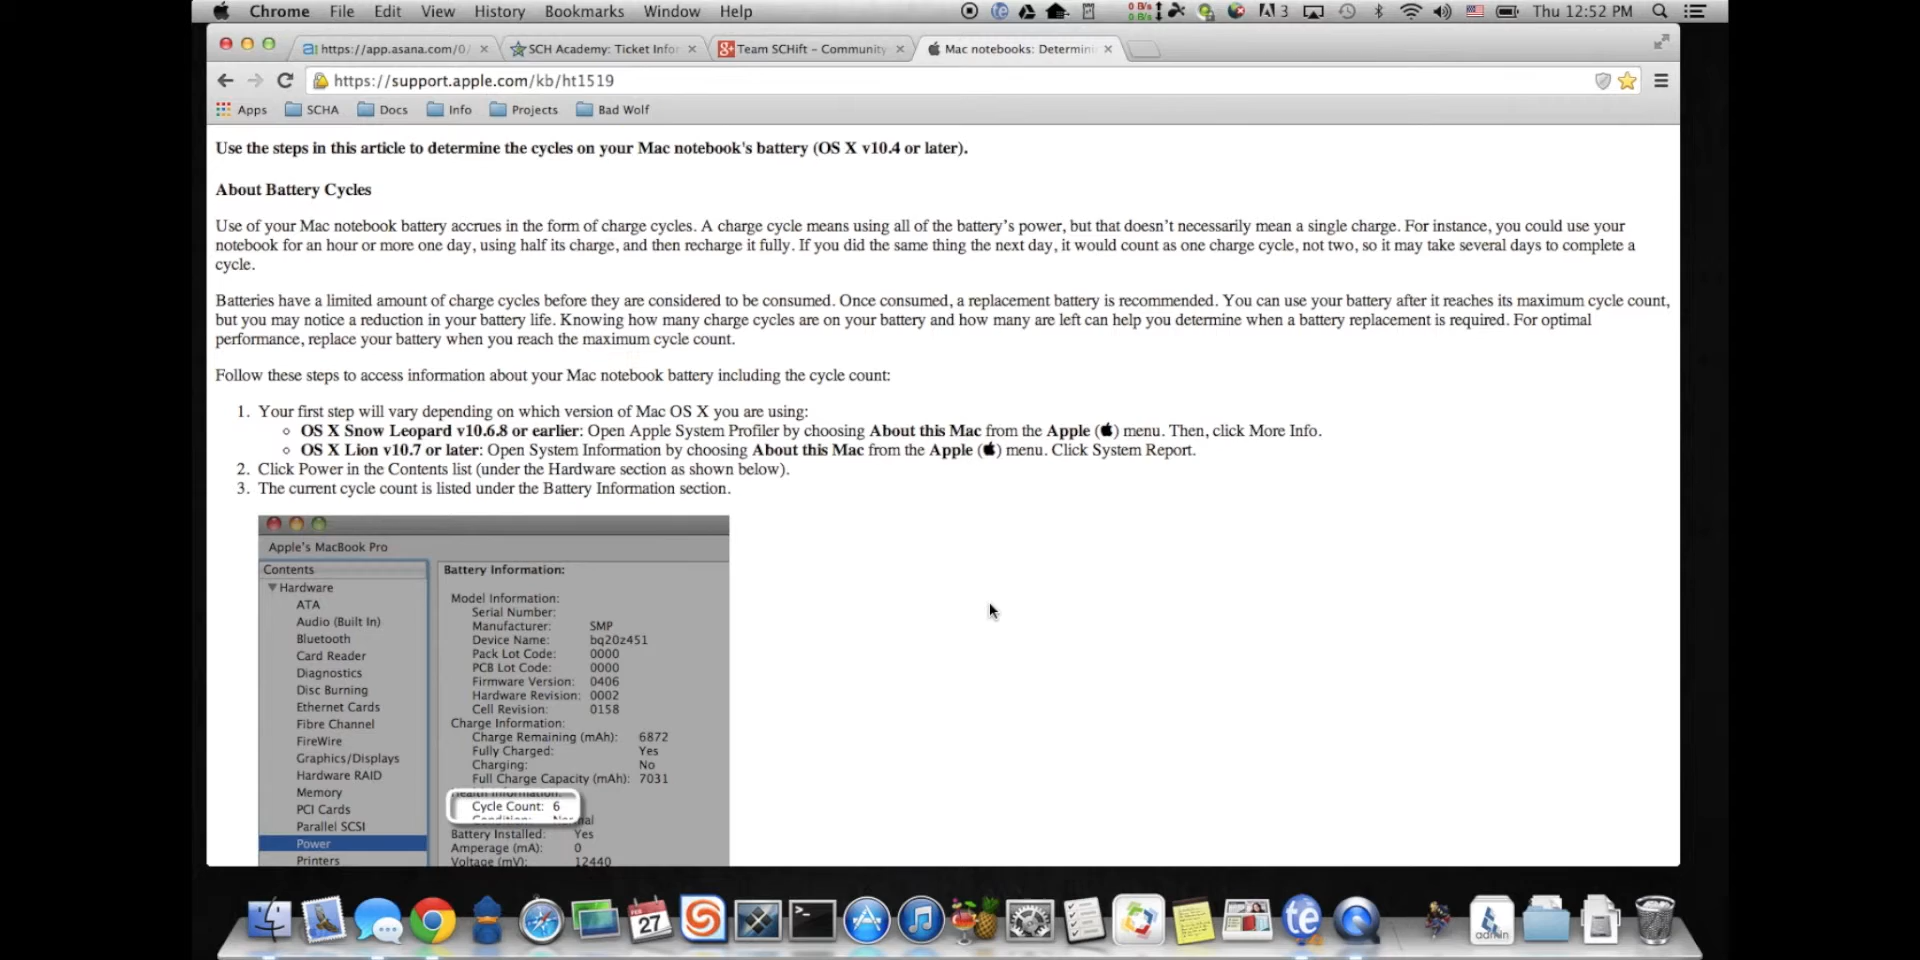 Chrome File Edit View History Bookmarks Window Help 0 B/s 0 B/s 3 Thu 12:52 PM
https://app.asana.com/0/ SCH Academy: Ticket Infor Team SCHift - Community Mac notebooks: Determini
https://support.apple.com/kb/ht1519
Apps SCHA Docs Info Projects Bad Wolf
Use the steps in this article to determine the cycles on your Mac notebook's battery (OS X v10.4 or later).
About Battery Cycles
Use of your Mac notebook battery accrues in the form of charge cycles. A charge cycle means using all of the battery’s power, but that doesn’t necessarily mean a single charge. For instance, you could use your
notebook for an hour or more one day, using half its charge, and then recharge it fully. If you did the same thing the next day, it would count as one charge cycle, not two, so it may take several days to complete a
cycle.
Batteries have a limited amount of charge cycles before they are considered to be consumed. Once consumed, a replacement battery is recommended. You can use your battery after it reaches its maximum cycle count,
but you may notice a reduction in your battery life. Knowing how many charge cycles are on your battery and how many are left can help you determine when a battery replacement is required. For optimal
performance, replace your battery when you reach the maximum cycle count.
Follow these steps to access information about your Mac notebook battery including the cycle count:
1. Your first step will vary depending on which version of Mac OS X you are using:
OS X Snow Leopard v10.6.8 or earlier: Open Apple System Profiler by choosing About this Mac from the Apple () menu. Then, click More Info.
OS X Lion v10.7 or later: Open System Information by choosing About this Mac from the Apple () menu. Click System Report.
2. Click Power in the Contents list (under the Hardware section as shown below).
3. The current cycle count is listed under the Battery Information section.
Apple's MacBook Pro
Contents
Hardware
ATA
Audio (Built In)
Bluetooth
Card Reader
Diagnostics
Disc Burning
Ethernet Cards
Fibre Channel
FireWire
Graphics/Displays
Hardware RAID
Memory
PCI Cards
Parallel SCSI
Power
Printers
Battery Information:
Model Information:
Serial Number:
Manufacturer: SMP
Device Name: bq20z451
Pack Lot Code: 0000
PCB Lot Code: 0000
Firmware Version: 0406
Hardware Revision: 0002
Cell Revision: 0158
Charge Information:
Charge Remaining (mAh): 6872
Fully Charged: Yes
Charging: No
Full Charge Capacity (mAh): 7031
Health Information:
Cycle Count: 6
Condition: Normal
Battery Installed: Yes
Amperage (mA): 0
Voltage (mV): 12440
FEB
27
te
admin